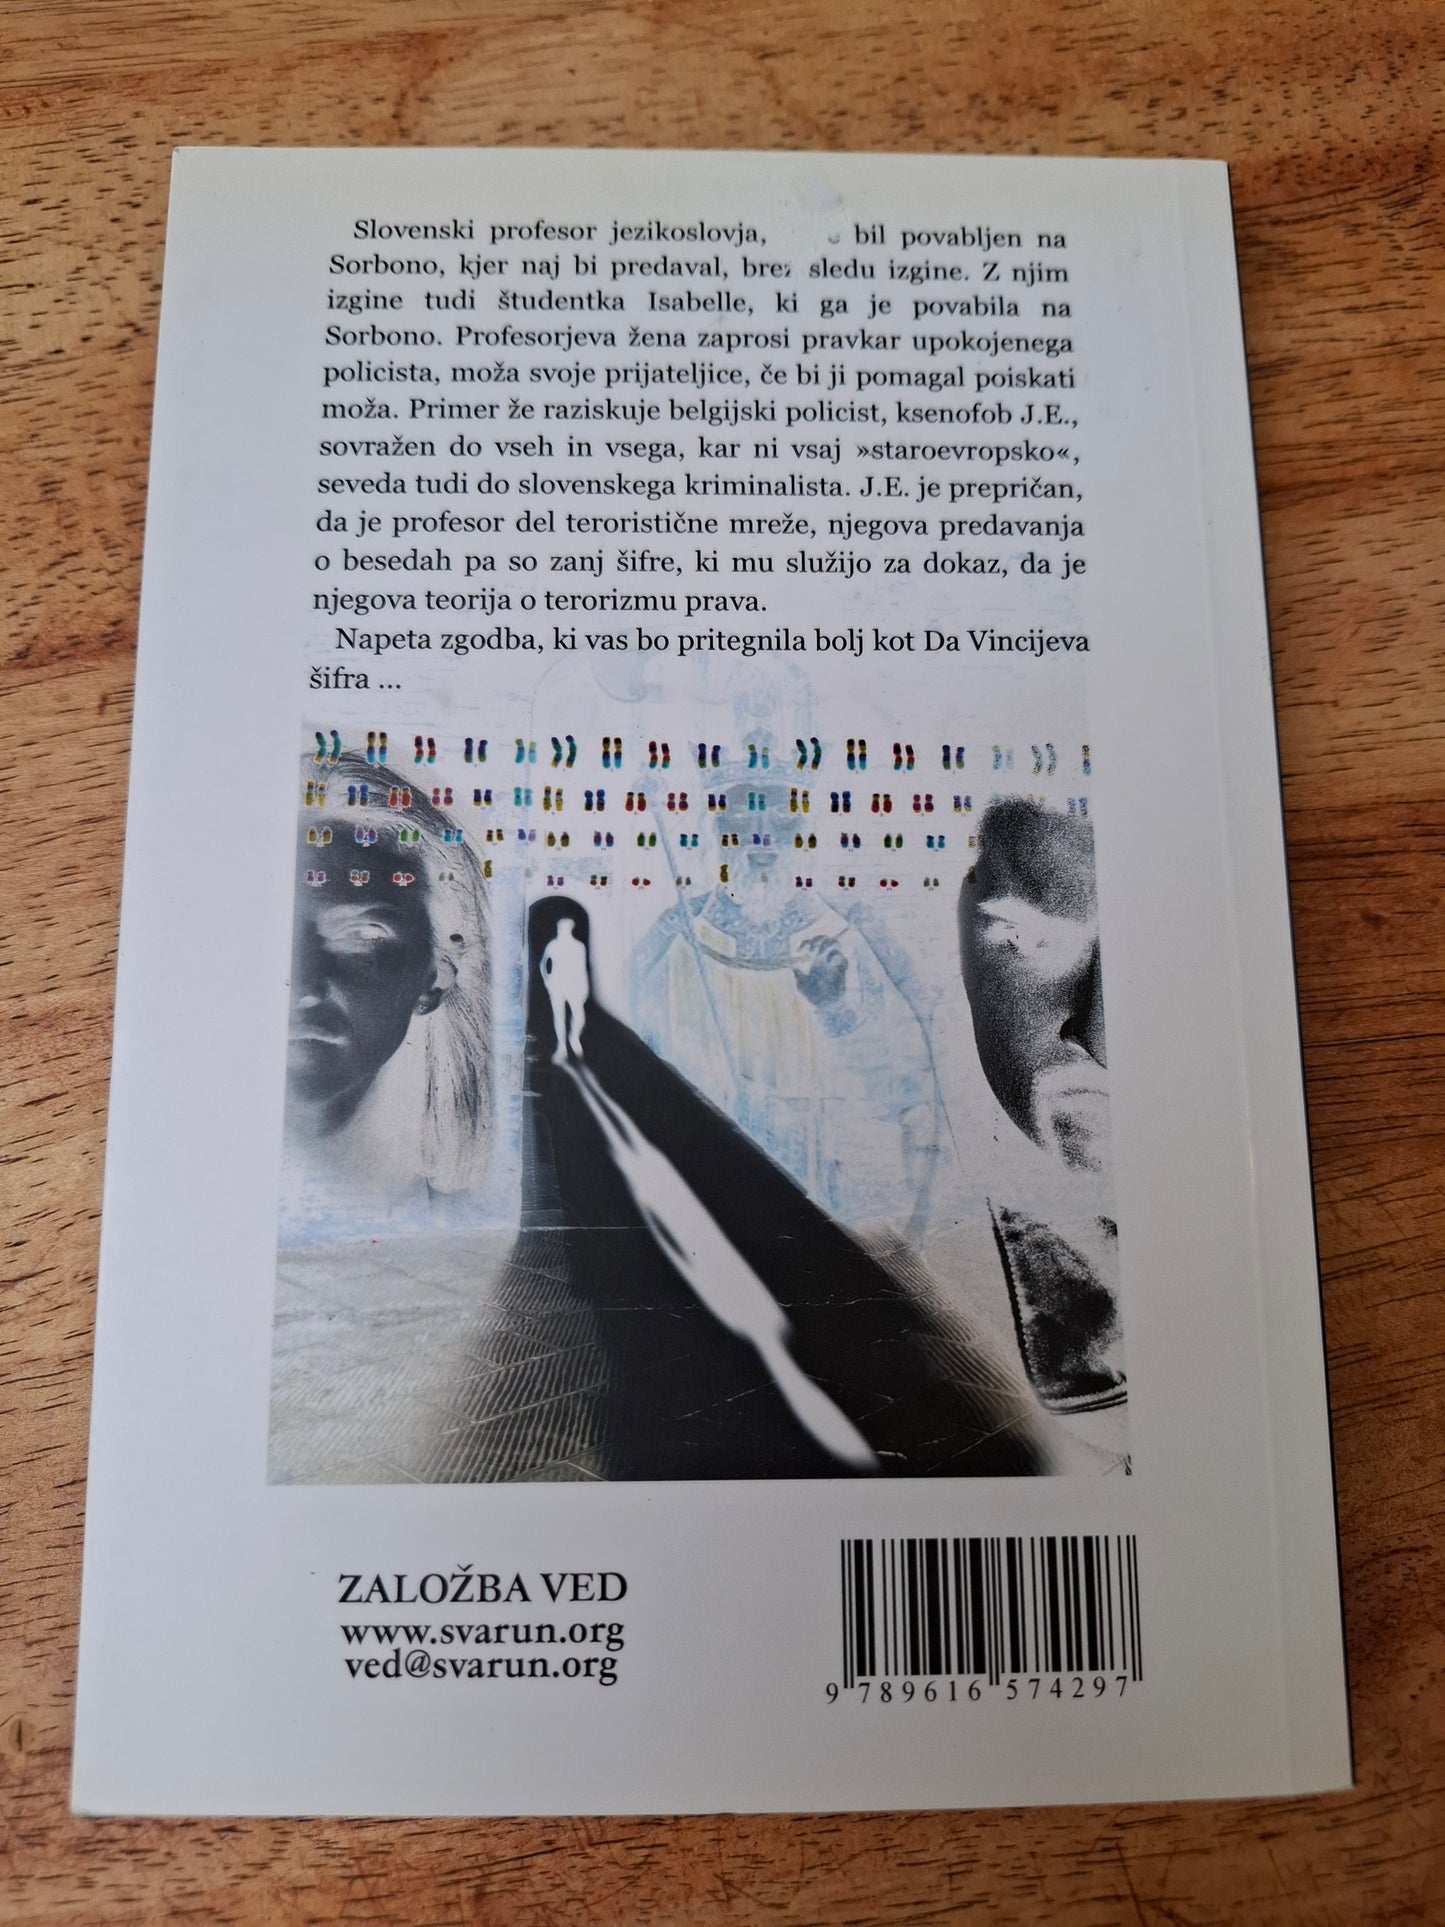 Slovenski profesor jezikoslovja, bil povabljen na
Sorbono, kjer naj bi predaval, brez sledu izgine. Z njim
izgine tudi študentka Isabelle, ki ga je povabila na
Sorbono. Profesorjeva žena zaprosi pravkar upokojenega
policista, moža svoje prijateljice, če bi ji pomagal poiskati
moža. Primer že raziskuje belgijski policist, ksenofob J.E.,
sovražen do vseh in vsega, kar ni vsaj »staroevropsko«,
seveda tudi do slovenskega kriminalista. J.E. je prepričan,
da je profesor del teroristične mreže, njegova predavanja
o besedah pa so zanj šifre, ki mu služijo za dokaz, da je
njegova teorija o terorizmu prava.
Napeta zgodba, ki vas bo pritegnila bolj kot Da Vincijeva
šifra ...
ZALOŽBA VED
www.svarun.org
ved@svarun.org
9 789616 574297